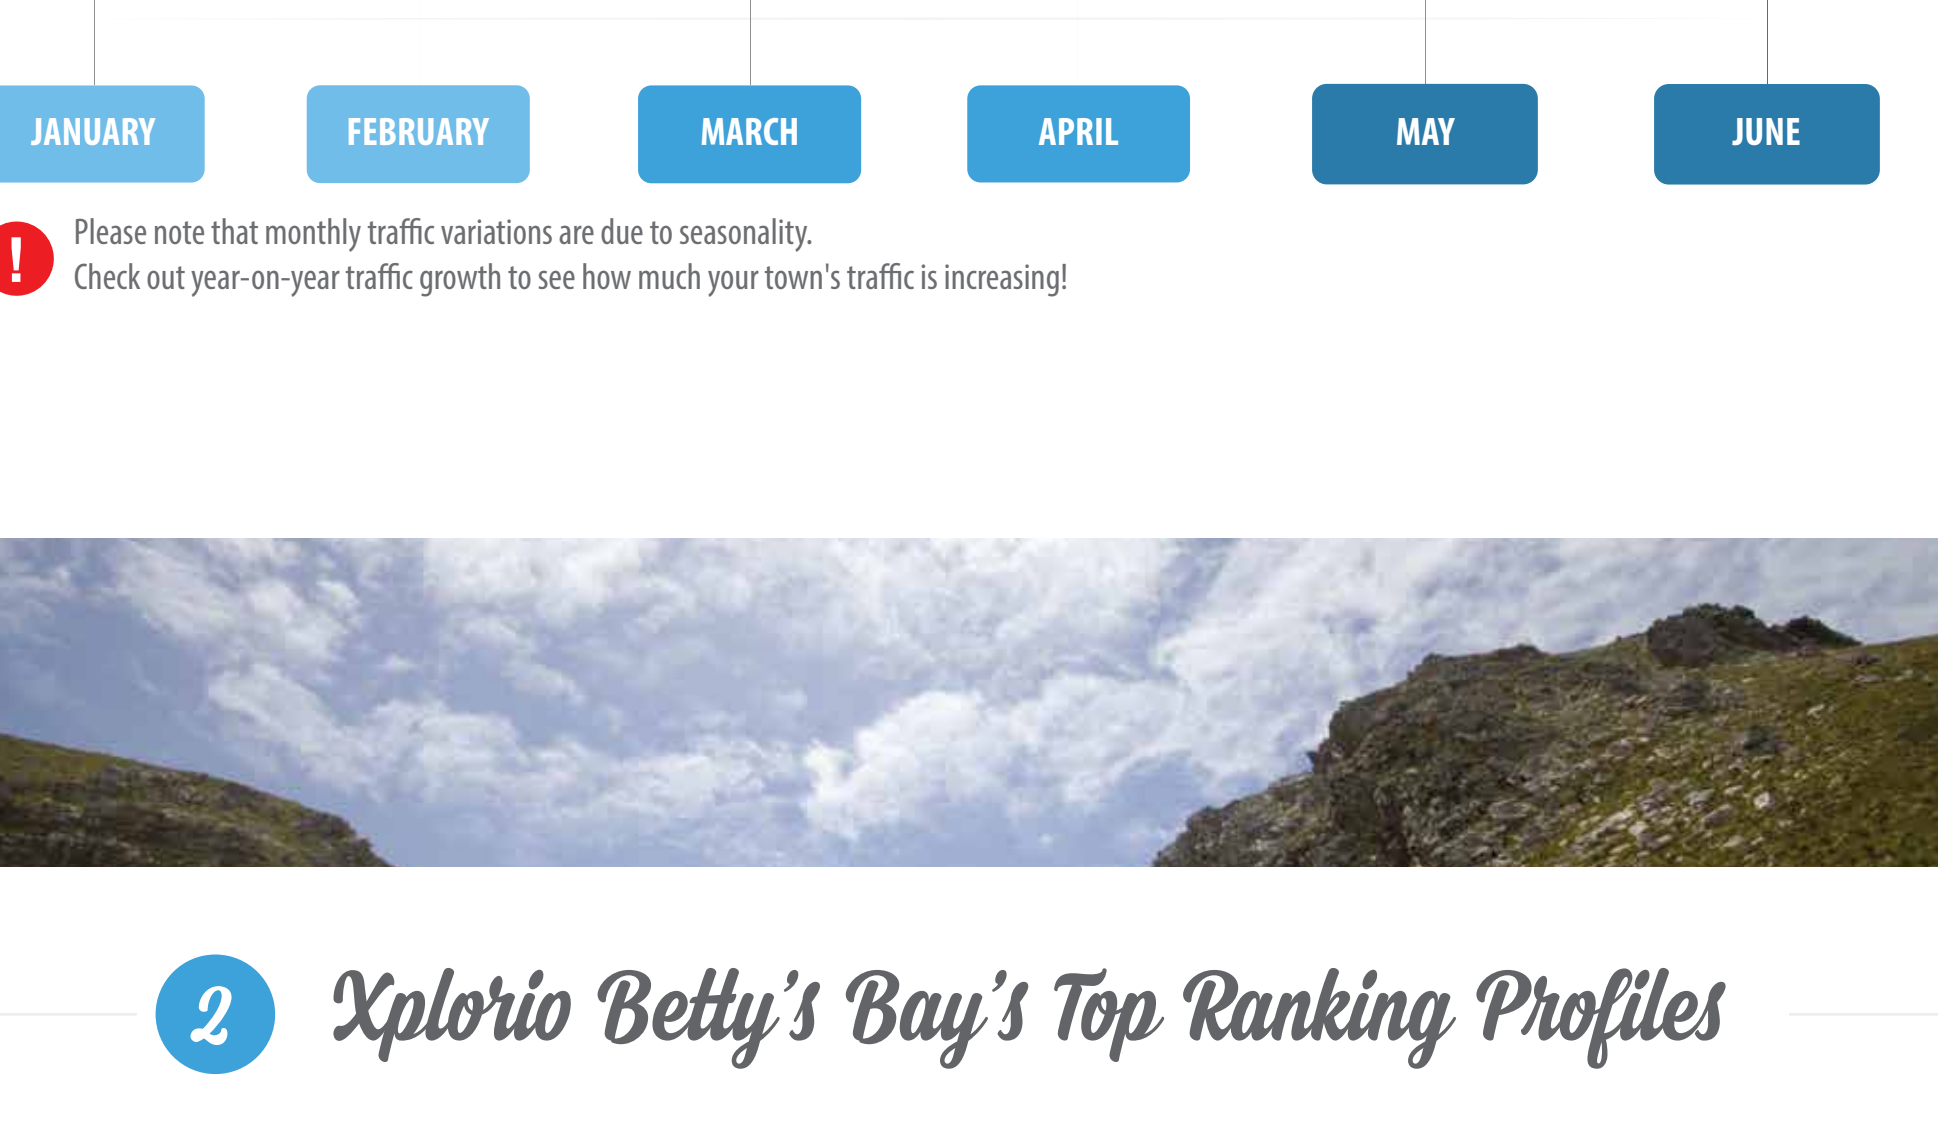 JANUARY FEBRUARY MARCH APRIL MAY JUNE
! Please note that monthly traffic variations are due to seasonality.
Check out year-on-year traffic growth to see how much your town's traffic is increasing!
2 Xplorio Betty's Bay's Top Ranking Profiles